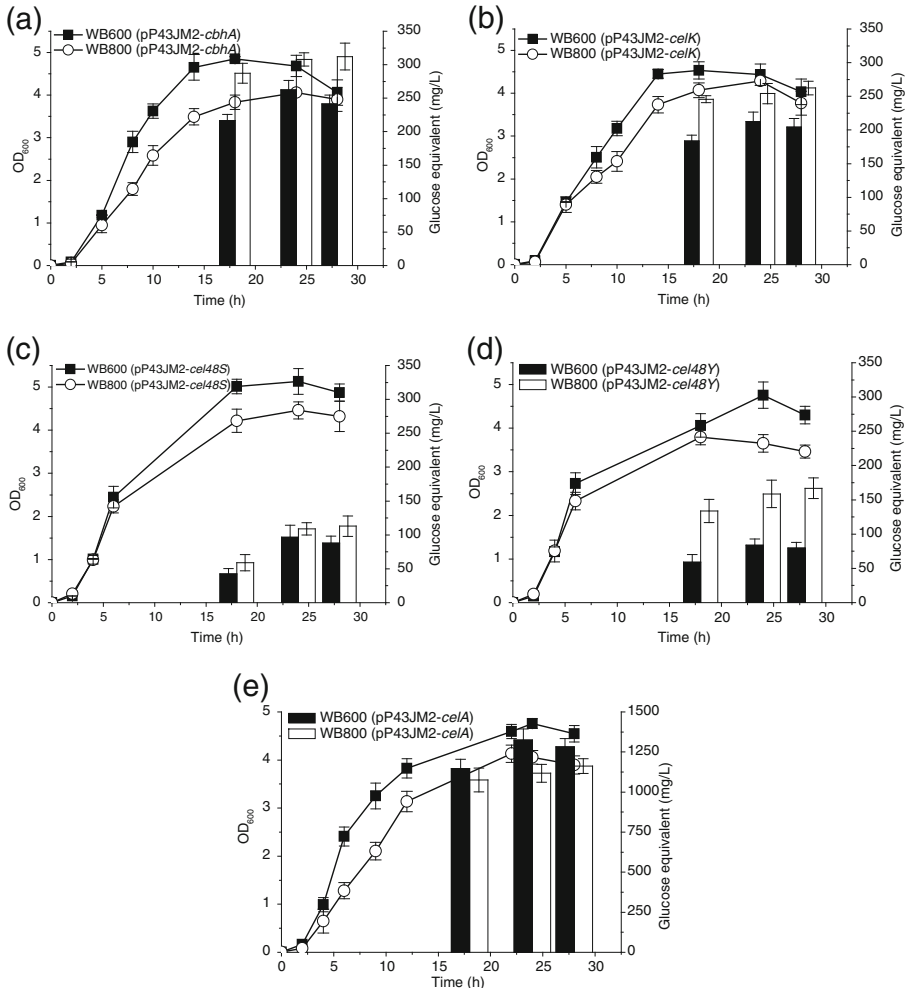 (a)
WB600 (pP43JM2-cbhA)
WB800 (pP43JM2-cbhA)
OD600
5
4
3
2
1
0
350
300
250
200
150
100
50
0
Glucose equivalent (mg/L)
0 5 10 15 20 25 30
Time (h)
(b)
WB600 (pP43JM2-celK)
WB800 (pP43JM2-celK)
OD600
5
4
3
2
1
0
350
300
250
200
150
100
50
0
Glucose equivalent (mg/L)
0 5 10 15 20 25 30
Time (h)
(c)
WB600 (pP43JM2-cel48S)
WB800 (pP43JM2-cel48S)
OD600
5
4
3
2
1
0
350
300
250
200
150
100
50
0
Glucose equivalent (mg/L)
0 5 10 15 20 25 30
Time (h)
(d)
WB600 (pP43JM2-cel48Y)
WB800 (pP43JM2-cel48Y)
OD600
5
4
3
2
1
0
350
300
250
200
150
100
50
0
Glucose equivalent (mg/L)
0 5 10 15 20 25 30
Time (h)
(e)
WB600 (pP43JM2-celA)
WB800 (pP43JM2-celA)
OD600
5
4
3
2
1
0
1500
1250
1000
750
500
250
0
Glucose equivalent (mg/L)
0 5 10 15 20 25 30
Time (h)